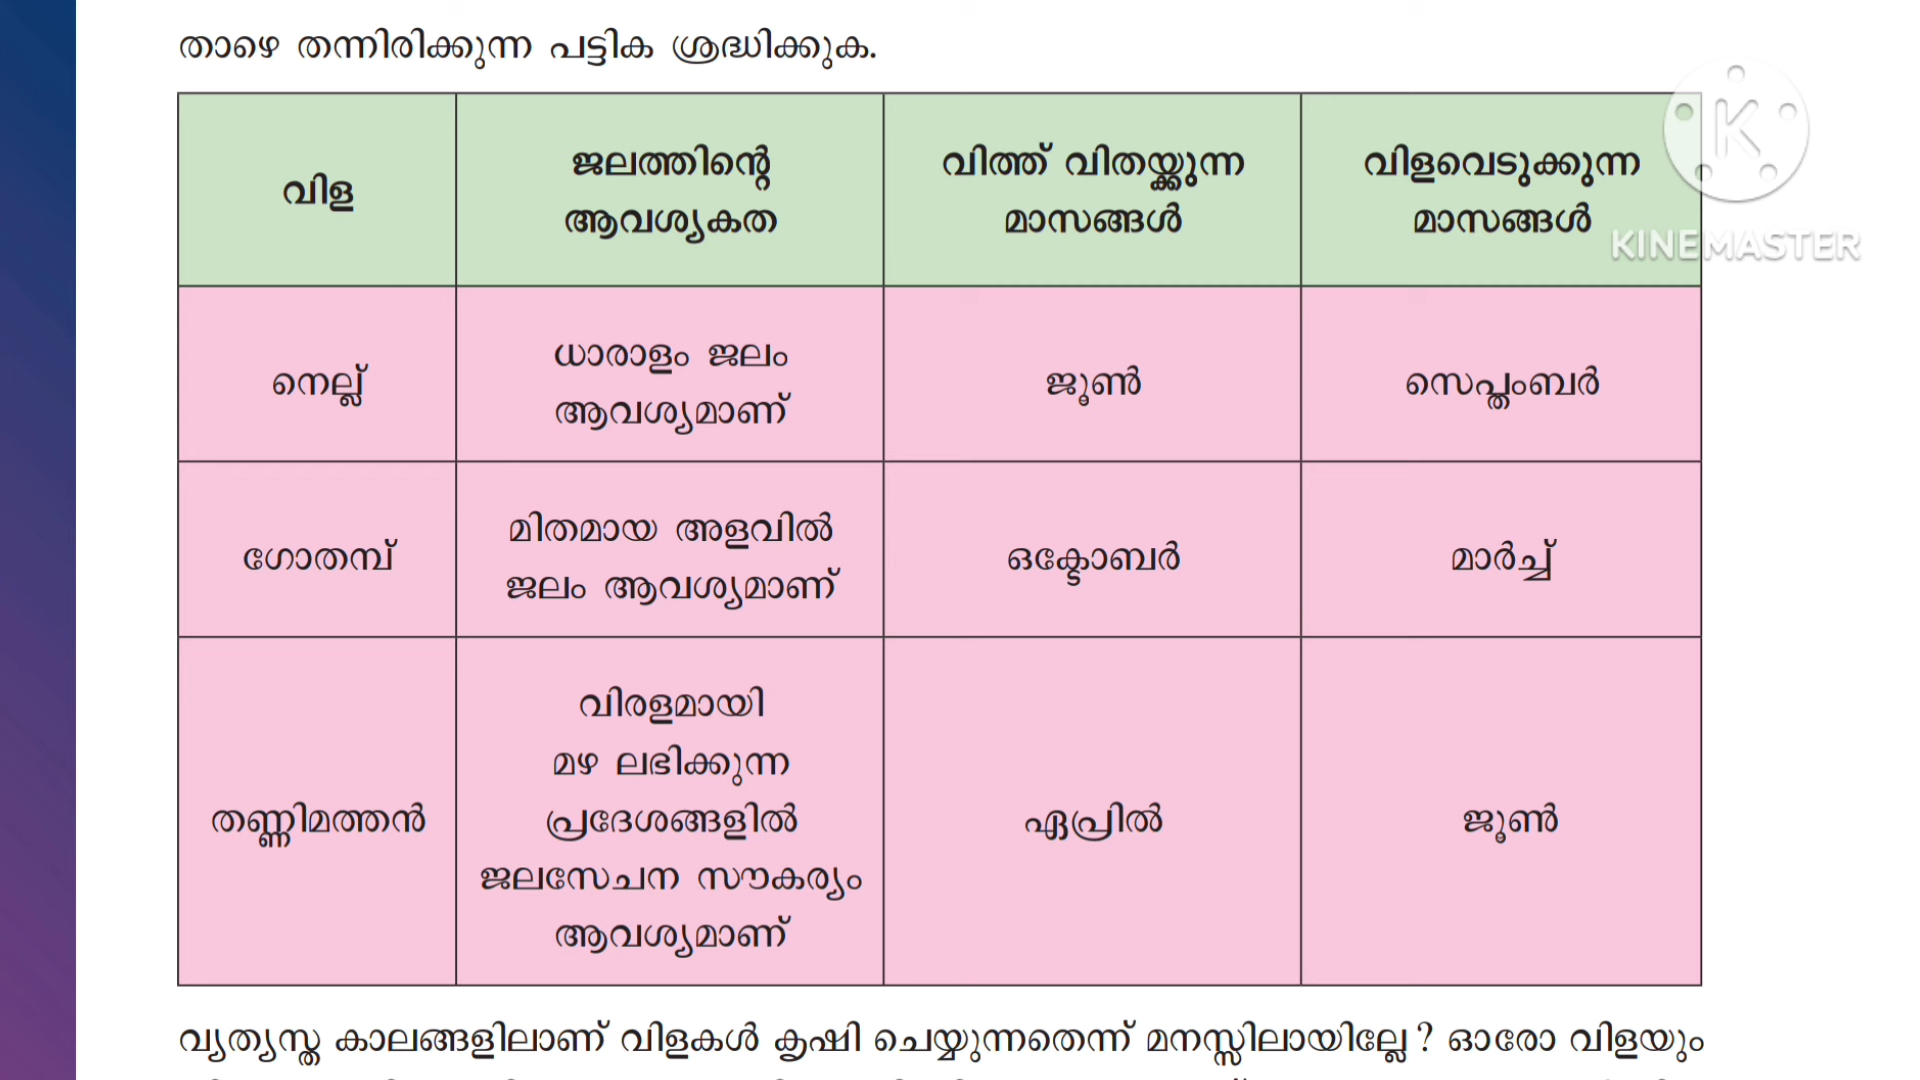 താഴെ തന്നിരിക്കുന്ന പട്ടിക ശ്രദ്ധിക്കുക.
വിള
ജലത്തിന്റെ
ആവശ്യകത
വിത്ത് വിതയ്ക്കുന്ന
മാസങ്ങൾ
വിളവെടുക്കുന്ന
മാസങ്ങൾ
K
KINEMASTER
നെല്ല്
ധാരാളം ജലം
ആവശ്യമാണ്
ജൂൺ
സെപ്തംബർ
ഗോതമ്പ്
മിതമായ അളവിൽ
ജലം ആവശ്യമാണ്
ഒക്ടോബർ
മാർച്ച്
തണ്ണിമത്തൻ
വിരളമായി
മഴ ലഭിക്കുന്ന
പ്രദേശങ്ങളിൽ
ജലസേചന സൗകര്യം
ആവശ്യമാണ്
ഏപ്രിൽ
ജൂൺ
വ്യത്യസ്ത കാലങ്ങളിലാണ് വിളകൾ കൃഷി ചെയ്യുന്നതെന്ന് മനസ്സിലായില്ലേ? ഓരോ വിളയും